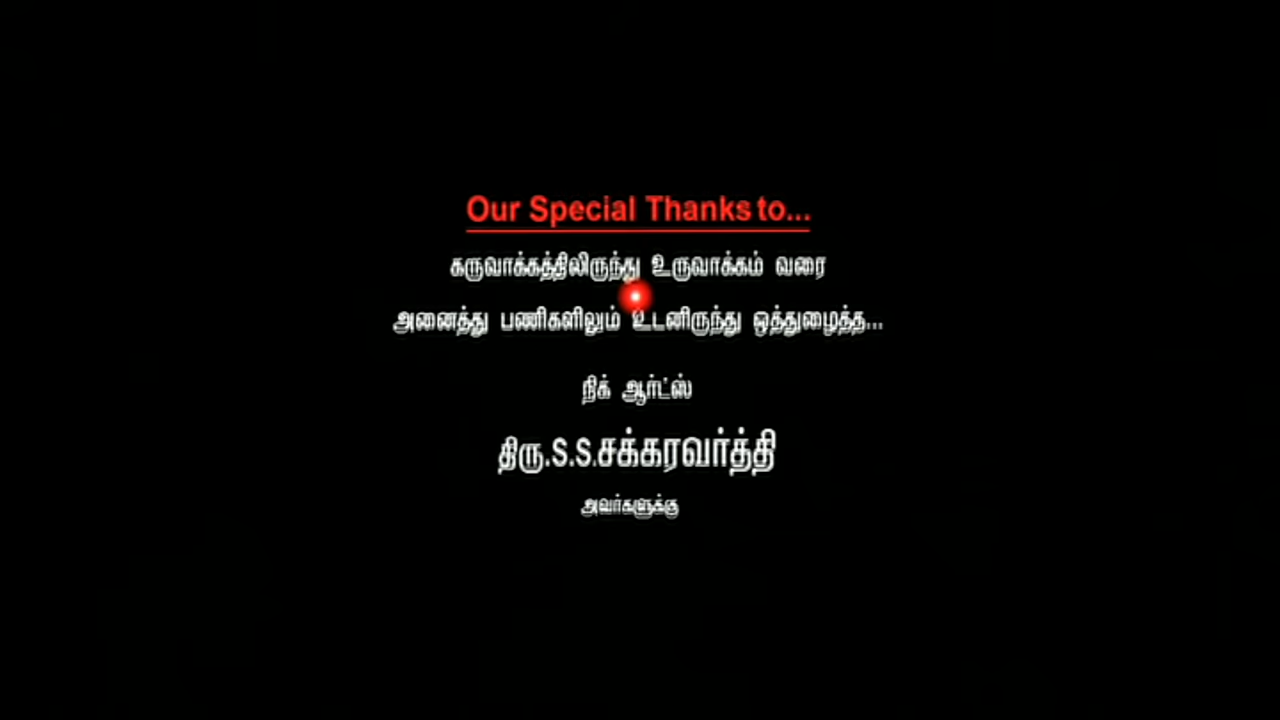 Our Special Thanks to...
கருவாக்கத்திலிருந்து உருவாக்கம் வரை
அனைத்து பணிகளிலும் உடனிருந்து ஒத்துழைத்த...
நிக் ஆர்ட்ஸ்
திரு.S.S.சக்கரவர்த்தி
அவர்களுக்கு